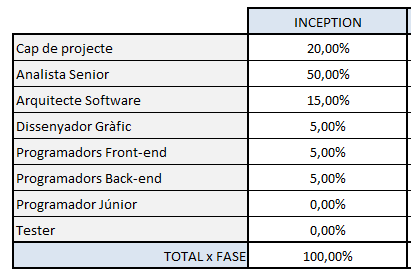 INCEPTION
Cap de projecte 20,00%
Analista Senior 50,00%
Arquitecte Software 15,00%
Dissenyador Gràfic 5,00%
Programadors Front-end 5,00%
Programadors Back-end 5,00%
Programador Júnior 0,00%
Tester 0,00%
TOTAL x FASE 100,00%